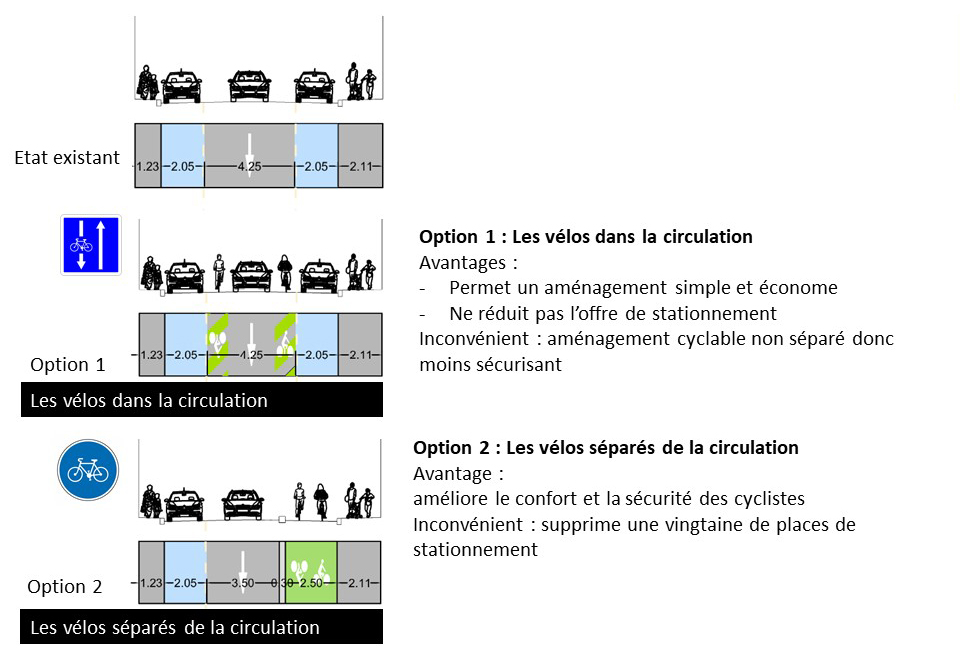 Etat existant
1.23 2.05 4.25 2.05 2.11
Option 1 : Les vélos dans la circulation
Avantages :
- Permet un aménagement simple et économe
- Ne réduit pas l’offre de stationnement
Inconvénient : aménagement cyclable non séparé donc
moins sécurisant
1.23 2.05 4.25 2.05 2.11
Option 1
Les vélos dans la circulation
Option 2 : Les vélos séparés de la circulation
Avantage :
améliore le confort et la sécurité des cyclistes
Inconvénient : supprime une vingtaine de places de
stationnement
1.23 2.05 3.50 0.30 2.50 2.11
Option 2
Les vélos séparés de la circulation